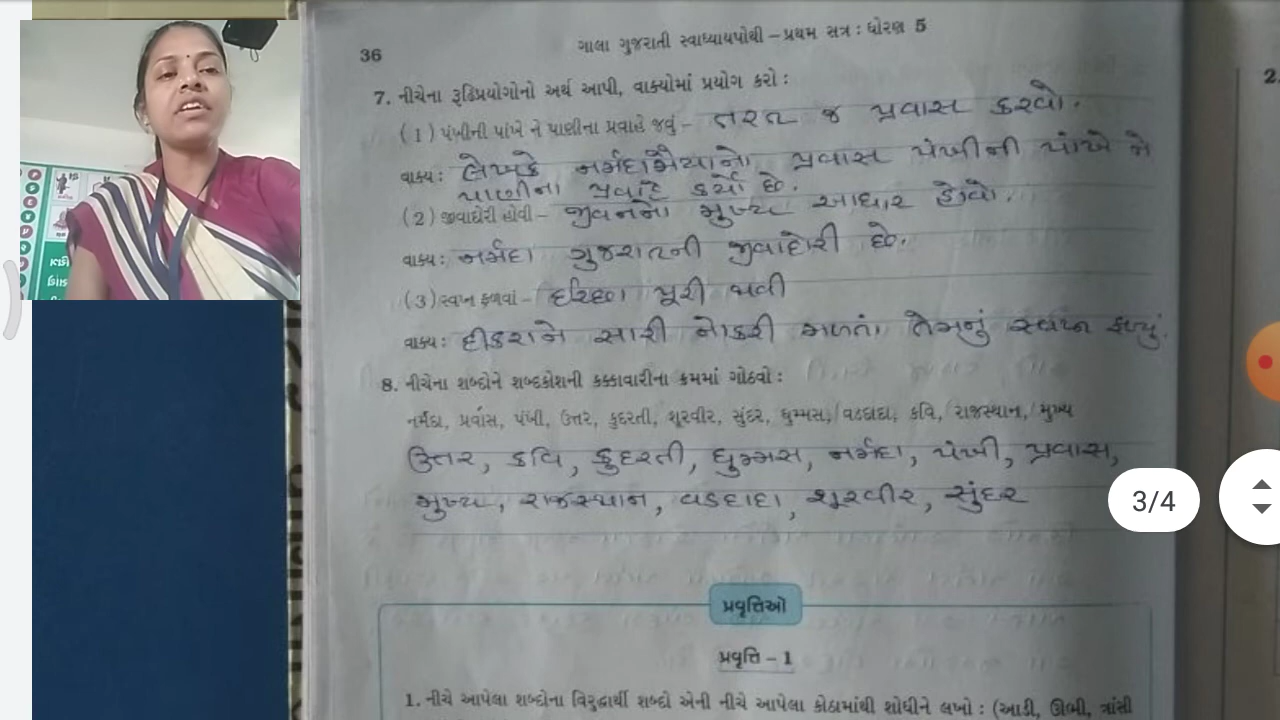 36
ગાલા ગુજરાતી સ્વાધ્યાયપોથી – પ્રથમ સત્ર : ધોરણ 5
7. નીચેના રૂઢિપ્રયોગોનો અર્થ આપી, વાક્યોમાં પ્રયોગ કરો :
(1) પંખીની પાંખે ને પાણીના પ્રવાહે જવું – તરત જ પ્રવાસ કરવો.
વાક્ય : લેખકે નર્મદામૈયાનો પ્રવાસ પંખીની પાંખે ને
પાણીના પ્રવાહે કર્યો છે.
(2) જીવાદોરી હોવી – જીવનનો મુખ્ય આધાર હોવો.
વાક્ય : નર્મદા ગુજરાતની જીવાદોરી છે.
(3) સ્વપ્ન ફળવાં – ઇચ્છા પૂરી થવી
વાક્ય : દીકરાને સારી નોકરી મળતાં તેમનું સ્વપ્ન ફળ્યું.
8. નીચેના શબ્દોને શબ્દકોશની કક્કાવારીના ક્રમમાં ગોઠવો :
નર્મદા, પ્રવાસ, પંખી, ઉત્તર, કુદરતી, શૂરવીર, સુંદર, ધુમ્મસ, વડદાદા, કવિ, રાજસ્થાન, મુખ્ય
ઉત્તર, કવિ, કુદરતી, ધુમ્મસ, નર્મદા, પંખી, પ્રવાસ,
મુખ્ય, રાજસ્થાન, વડદાદા, શૂરવીર, સુંદર
3/4
પ્રવૃત્તિઓ
પ્રવૃત્તિ – 1
1. નીચે આપેલા શબ્દોના વિરુદ્ધાર્થી શબ્દો એની નીચે આપેલા કોઠામાંથી શોધીને લખો : (આડી, ઊભી, ત્રાંસી